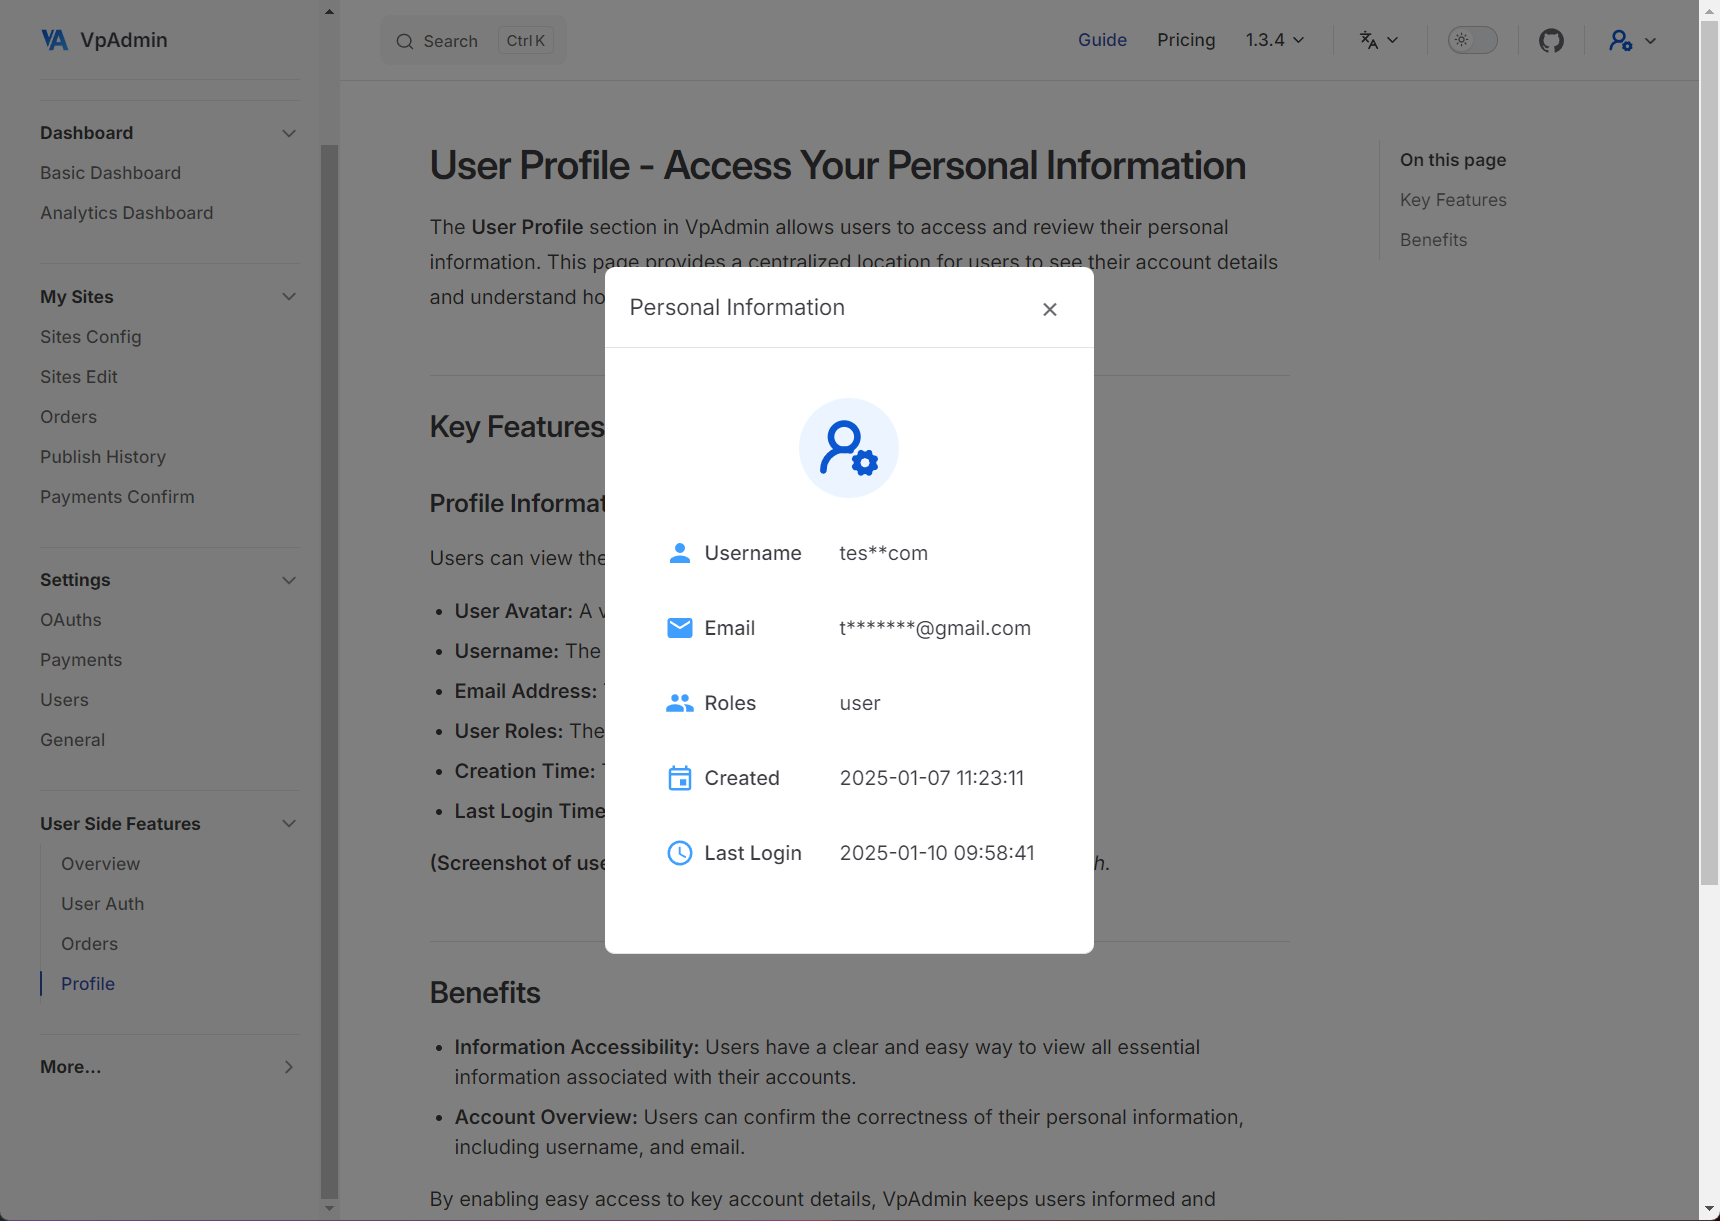 VpAdmin
Search Ctrl K
Guide Pricing 1.3.4
Dashboard
Basic Dashboard
Analytics Dashboard
My Sites
Sites Config
Sites Edit
Orders
Publish History
Payments Confirm
Settings
OAuths
Payments
Users
General
User Side Features
Overview
User Auth
Orders
Profile
More...
User Profile - Access Your Personal Information
The User Profile section in VpAdmin allows users to access and review their personal
information. This page provides a centralized location for users to see their account details
and understand ho
Key Features
Profile Informat
Users can view the
• User Avatar: A v
• Username: The
• Email Address:
• User Roles: The
• Creation Time:
• Last Login Time
(Screenshot of use h.
Personal Information
Username tes**com
Email t*******@gmail.com
Roles user
Created 2025-01-07 11:23:11
Last Login 2025-01-10 09:58:41
Benefits
• Information Accessibility: Users have a clear and easy way to view all essential
information associated with their accounts.
• Account Overview: Users can confirm the correctness of their personal information,
including username, and email.
By enabling easy access to key account details, VpAdmin keeps users informed and
On this page
Key Features
Benefits